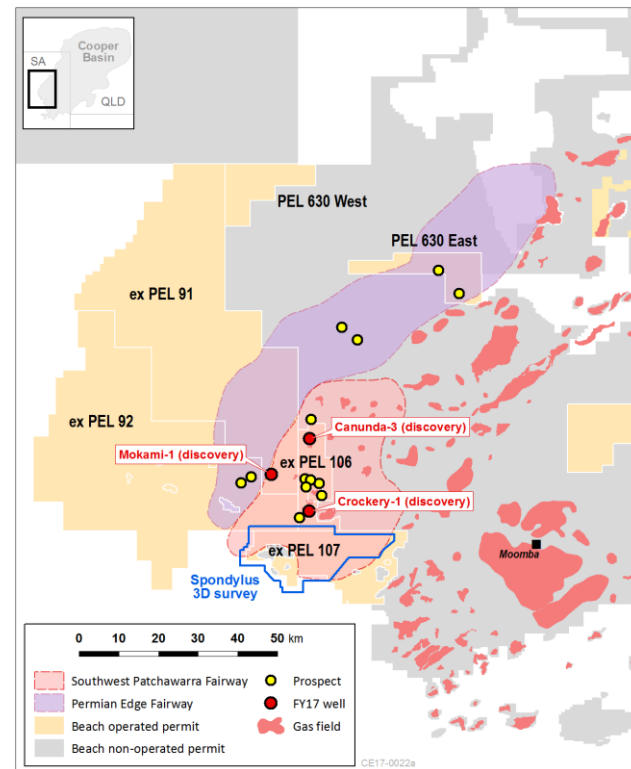 Cooper
Basin
SA
QLD
PEL 630 West
PEL 630 East
ex PEL 91
ex PEL 92
Canunda-3 (discovery)
Mokami-1 (discovery)
ex PEL 106
Crockery-1 (discovery)
ex PEL 107
Moomba
Spondylus
3D survey
0 10 20 30 40 50 km
Southwest Patchawarra Fairway
Prospect
Permian Edge Fairway
FY17 well
Beach operated permit
Gas field
Beach non-operated permit
CE17-0022a